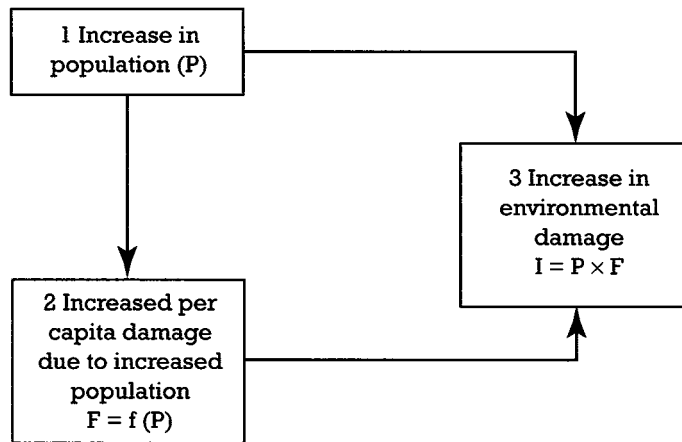 1 Increase in
population (P)
3 Increase in
environmental
damage
I = P × F
2 Increased per
capita damage
due to increased
population
F = f (P)